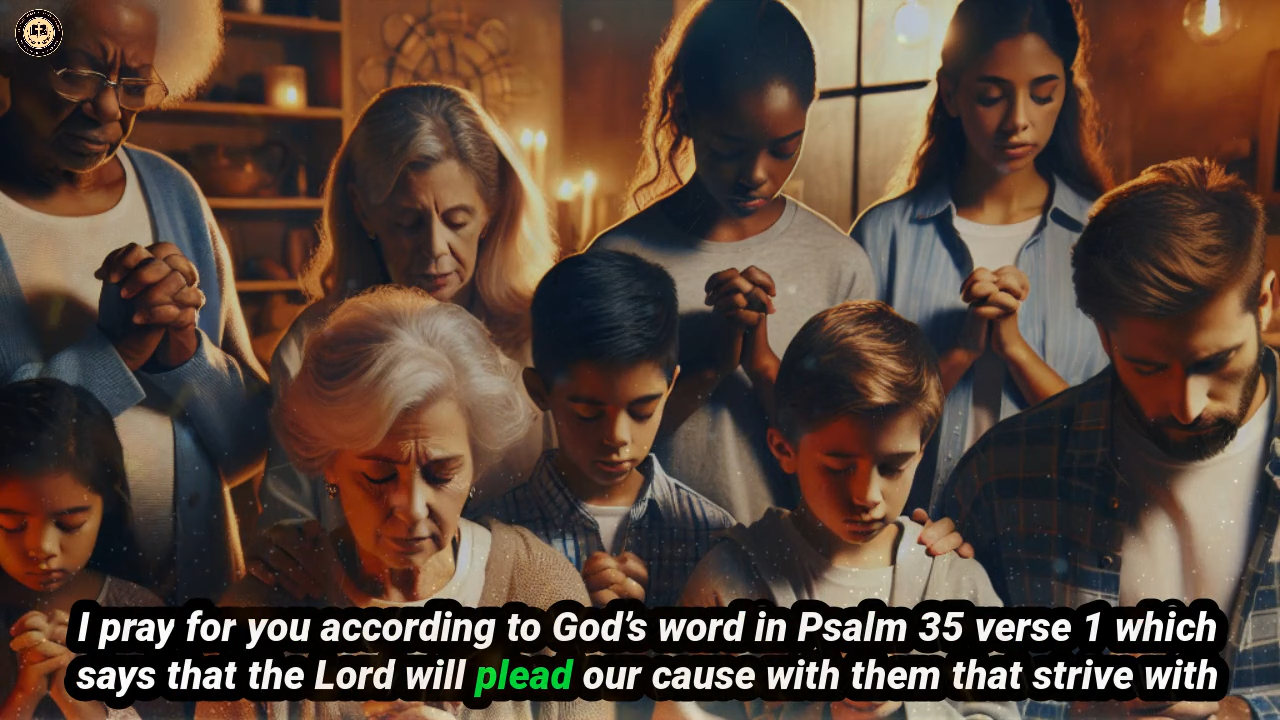 I pray for you according to God's word in Psalm 35 verse 1 which
says that the Lord will plead our cause with them that strive with